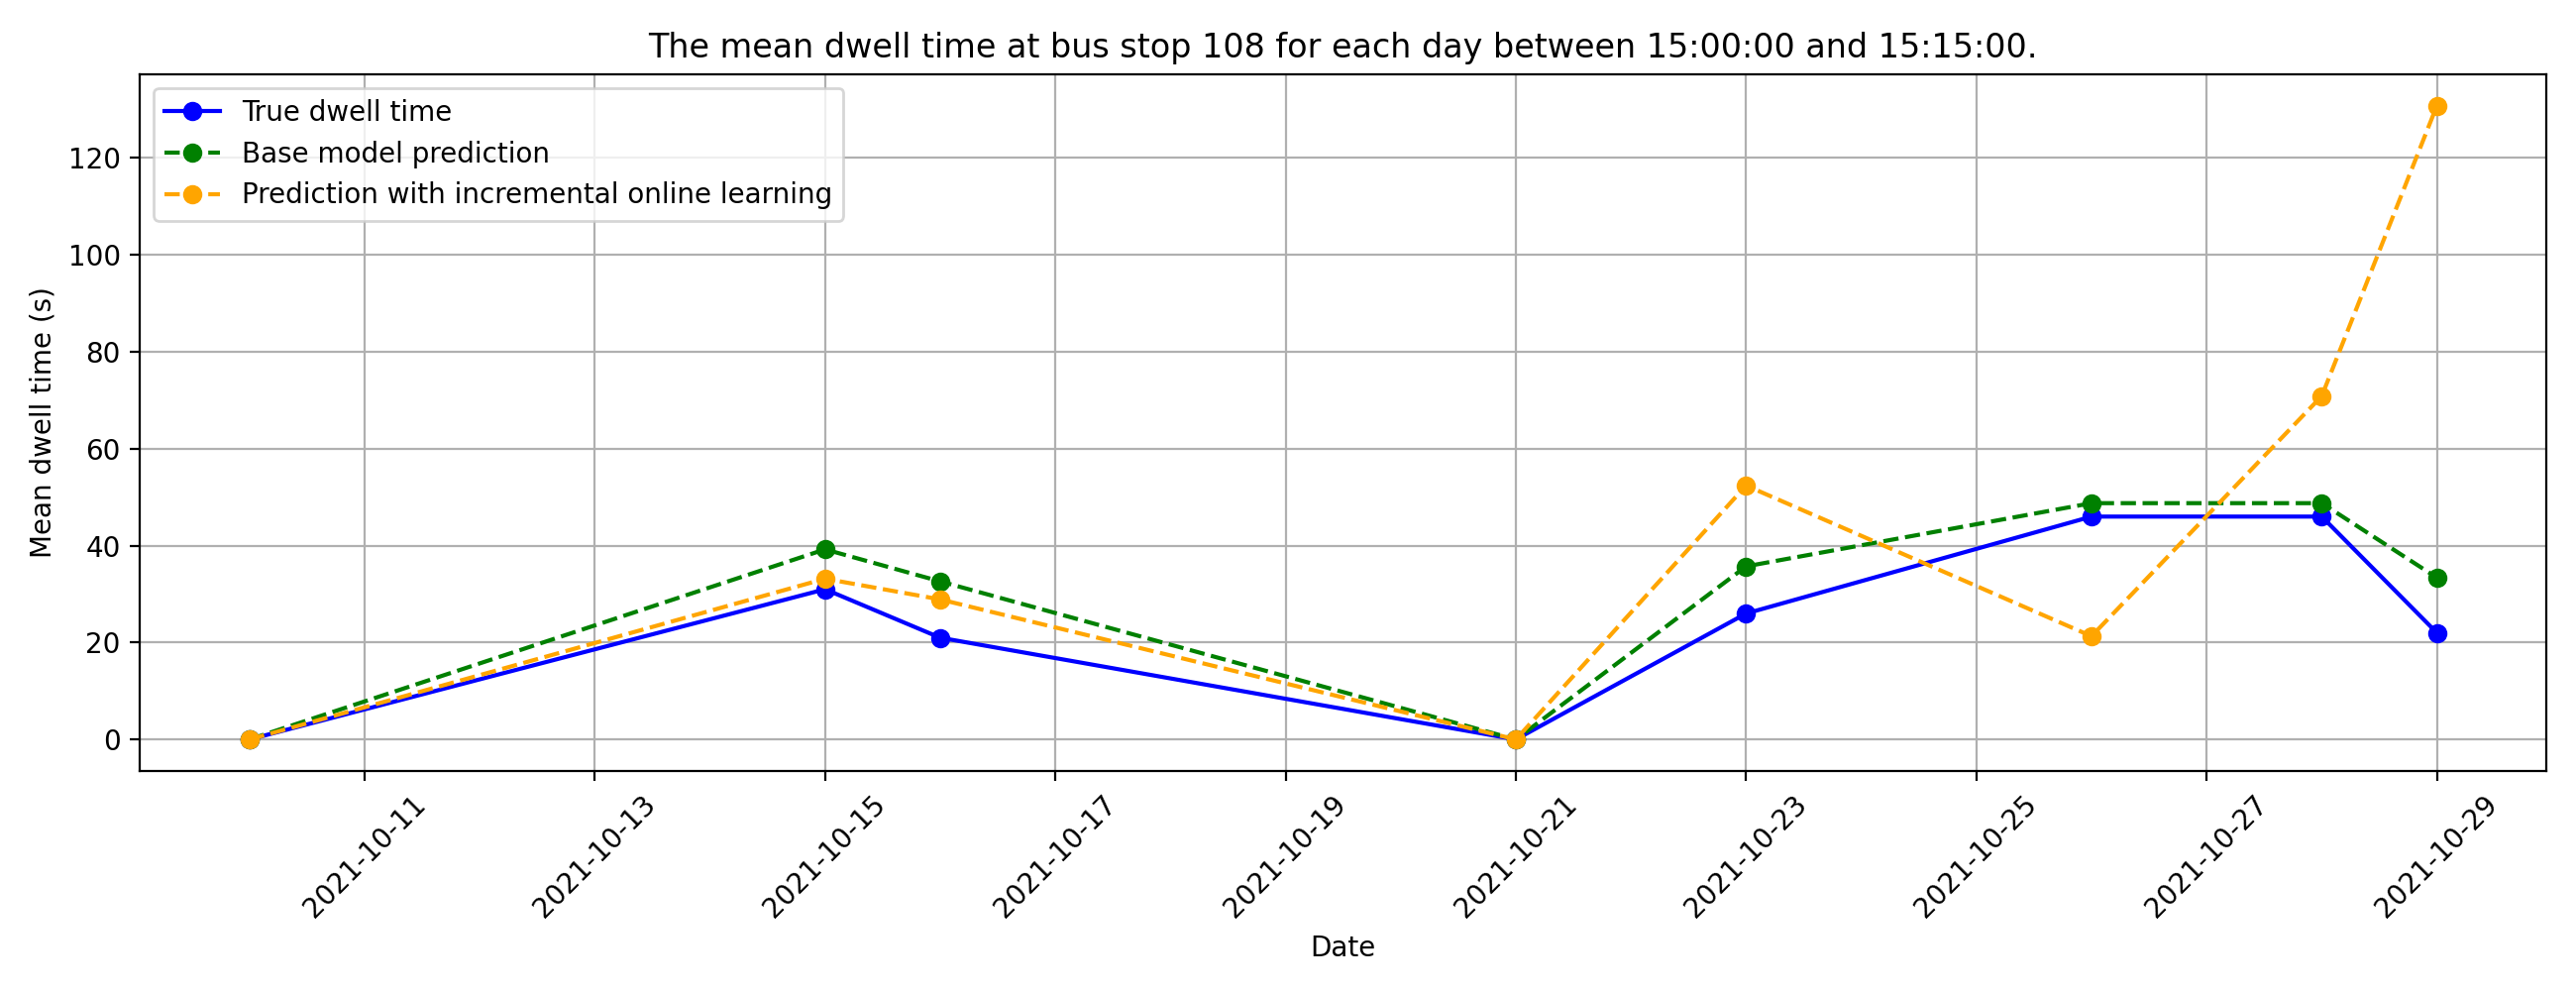 The mean dwell time at bus stop 108 for each day between 15:00:00 and 15:15:00.
True dwell time
Base model prediction
Prediction with incremental online learning
Mean dwell time (s)
120
100
80
60
40
20
0
2021-10-11
2021-10-13
2021-10-15
2021-10-17
2021-10-19
2021-10-21
2021-10-23
2021-10-25
2021-10-27
2021-10-29
Date